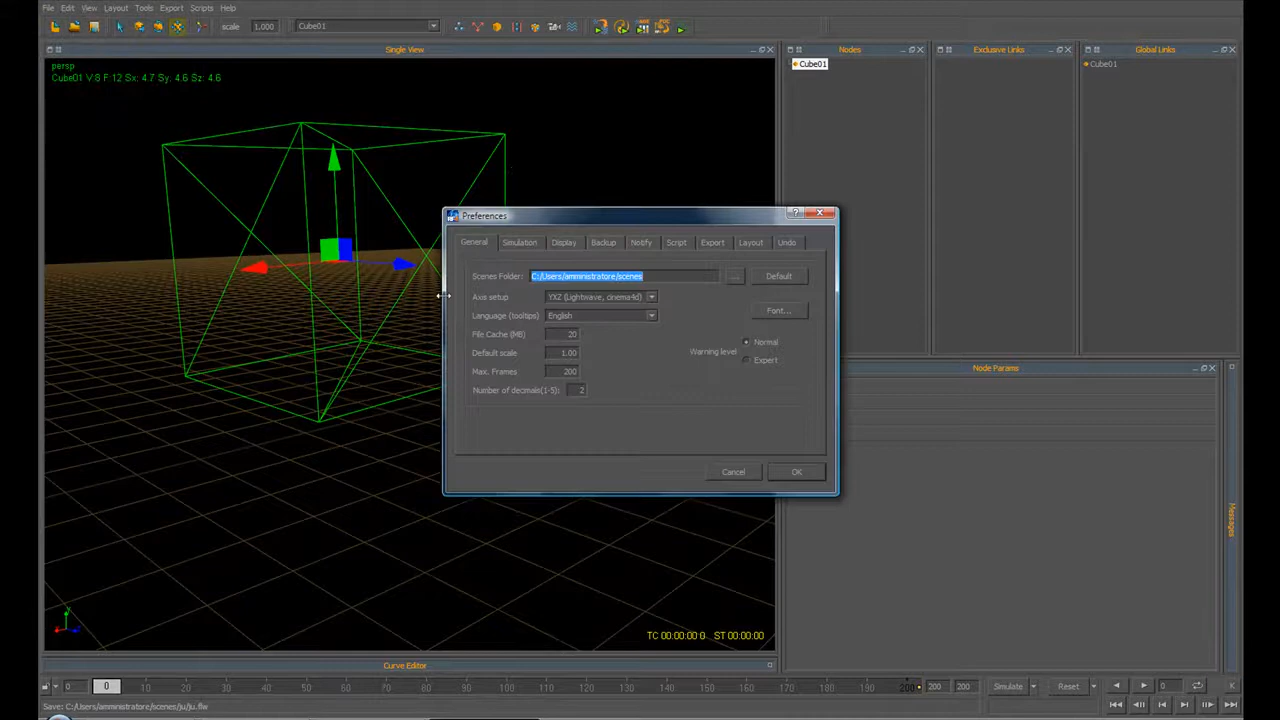 File Edit View Layout Tools Export Scripts Help
scale 1,000 Cube01
Single View
Nodes
Exclusive Links
Global Links
persp
Cube01 V 8 F 12 Sx: 4.7 Sy, 4.6 Sz: 4.6
Cube01
Cube01
Preferences
General Simulation Display Backup Notify Script Export Layout Undo
Scenes Folder: C:/Users/amministratore/scenes ... Default
Axis setup YXZ (Lightwave, cinema4d)
Language (tooltips) English
Font...
File Cache (MB) 20
Default scale 1.00
Max. Frames 200
Number of decmals(1-5): 2
Warning level Normal
Expert
Cancel OK
Node Params
Messages
TC 00:00:00:0 ST 00:00:00
Curve Editor
0 0 10 20 30 40 50 60 70 80 90 100 110 120 130 140 150 160 170 180 190 200 200 200 Simulate Reset 0 K
Save: C:/Users/amministratore/scenes/ju/ju.flw